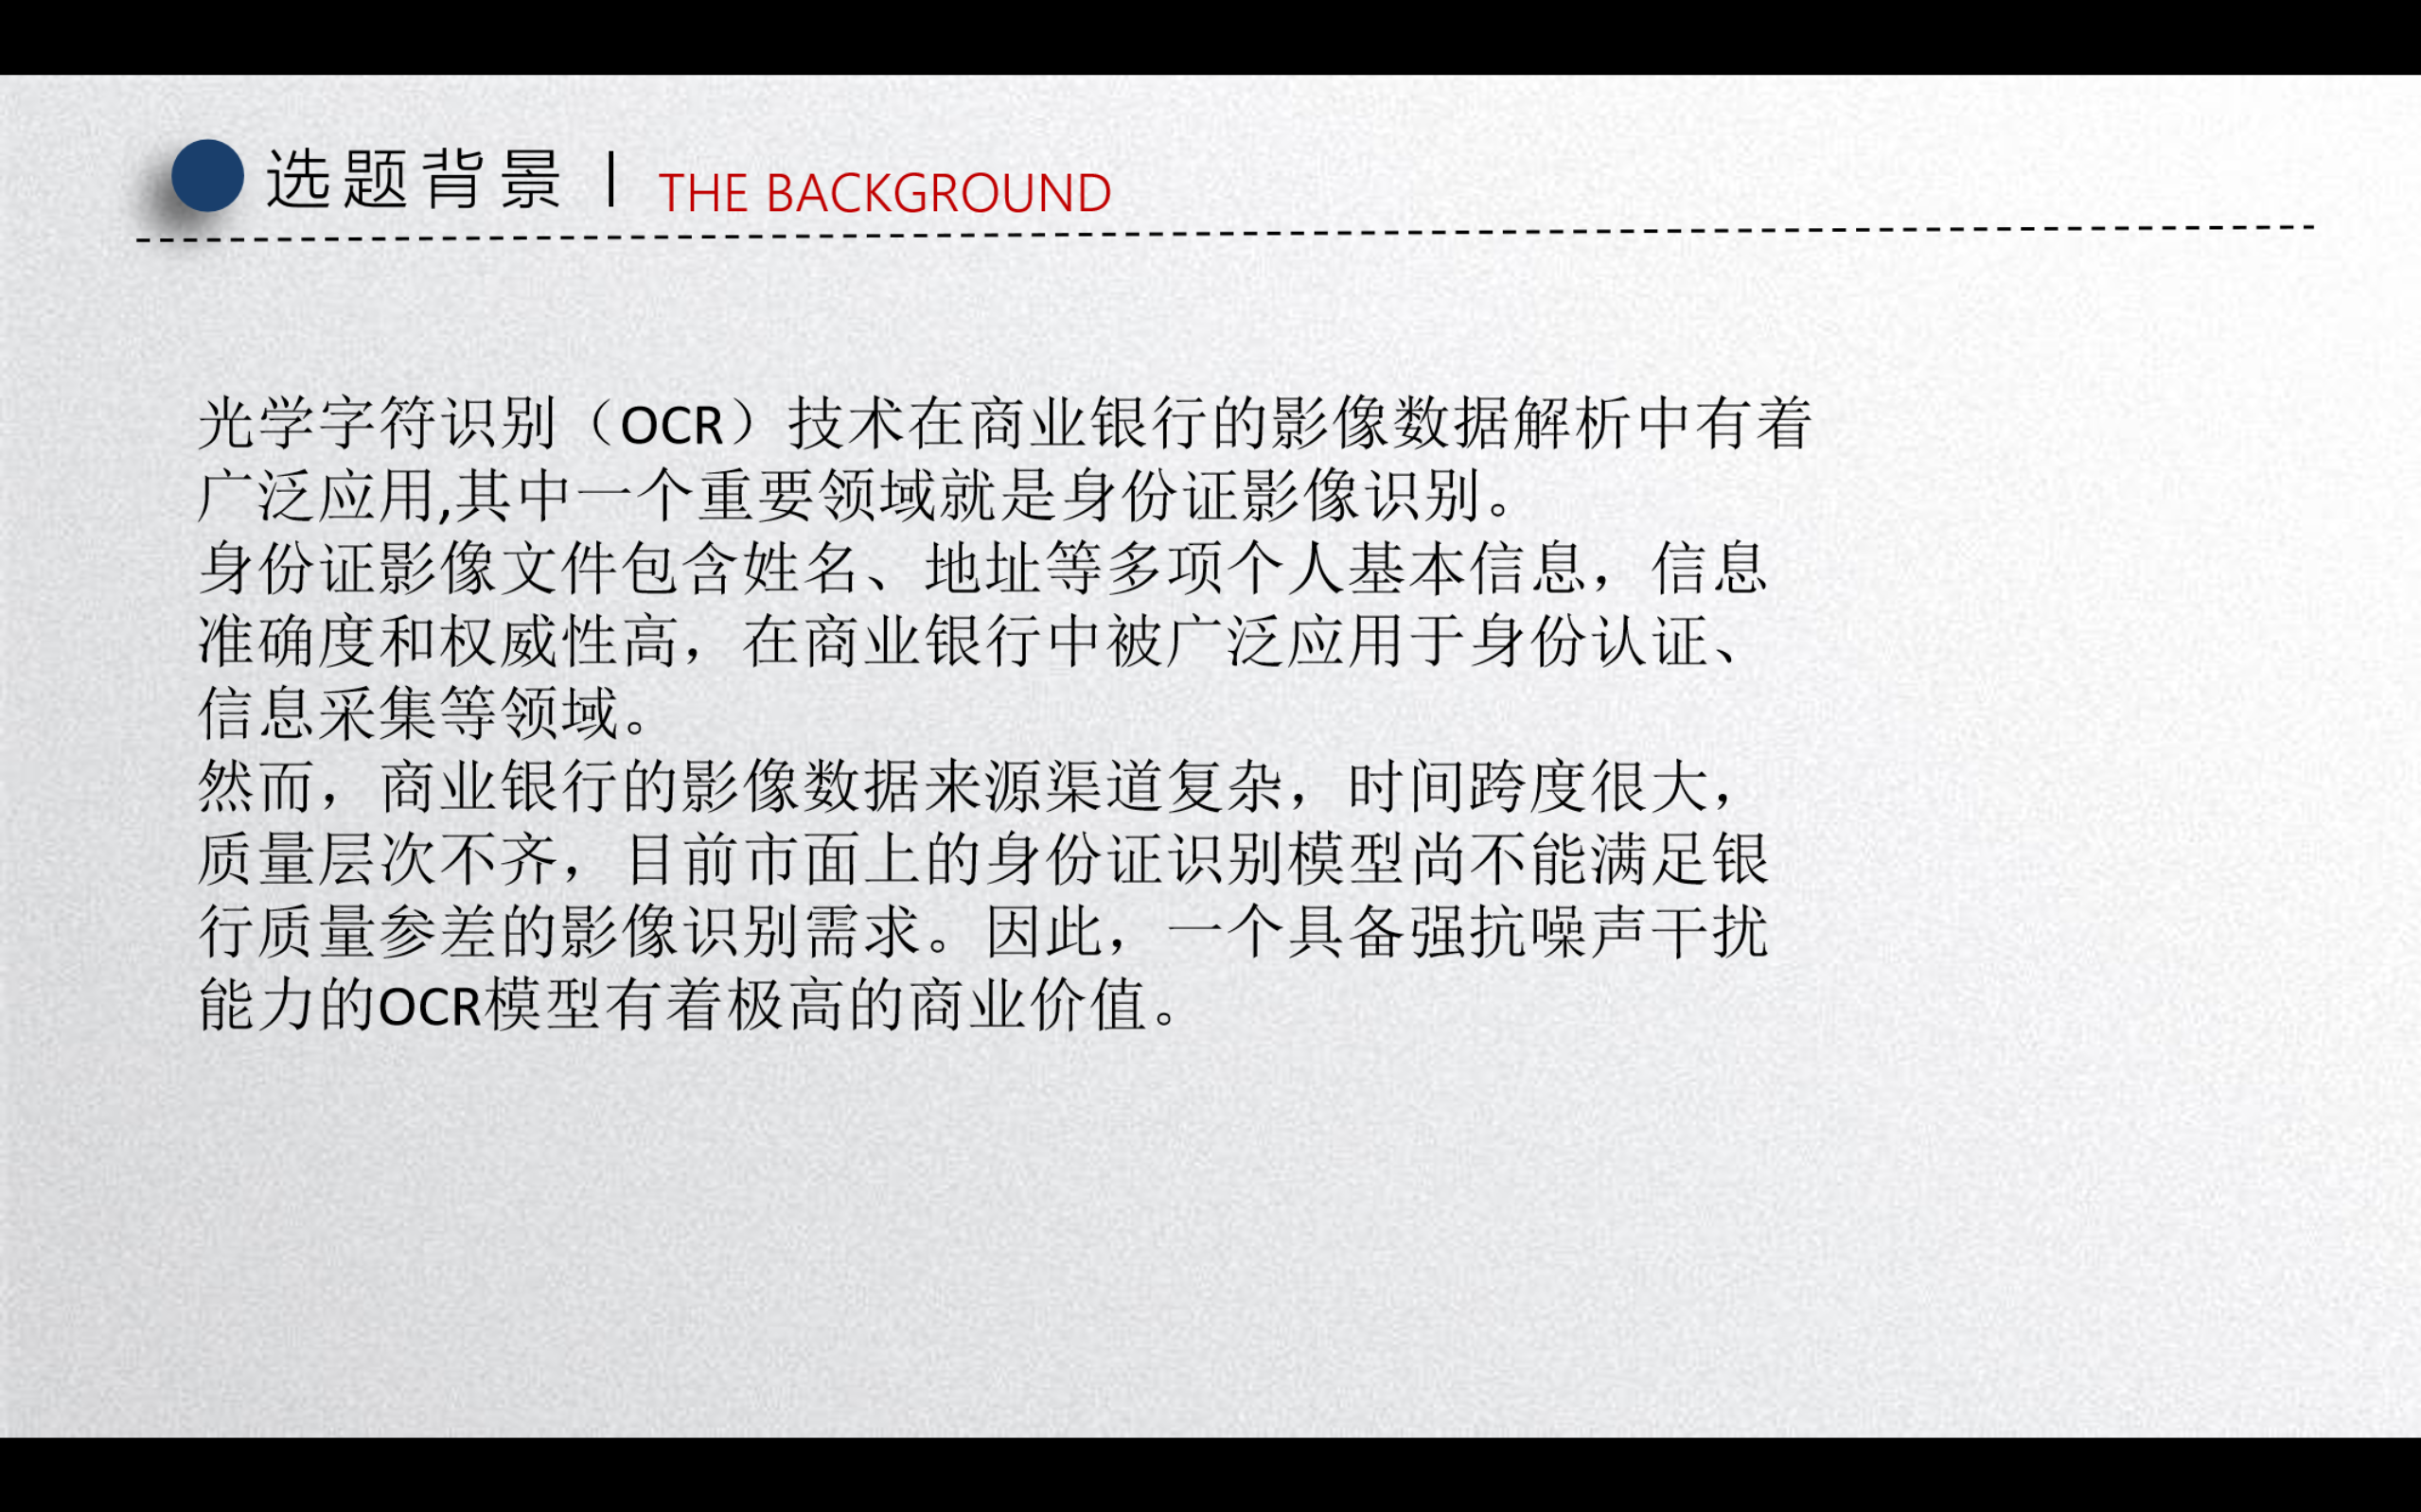 选题背景 | THE BACKGROUND
光学字符识别（OCR）技术在商业银行的影像数据解析中有着
广泛应用,其中一个重要领域就是身份证影像识别。
身份证影像文件包含姓名、地址等多项个人基本信息，信息
准确度和权威性高，在商业银行中被广泛应用于身份认证、
信息采集等领域。
然而，商业银行的影像数据来源渠道复杂，时间跨度很大，
质量层次不齐，目前市面上的身份证识别模型尚不能满足银
行质量参差的影像识别需求。因此，一个具备强抗噪声干扰
能力的OCR模型有着极高的商业价值。